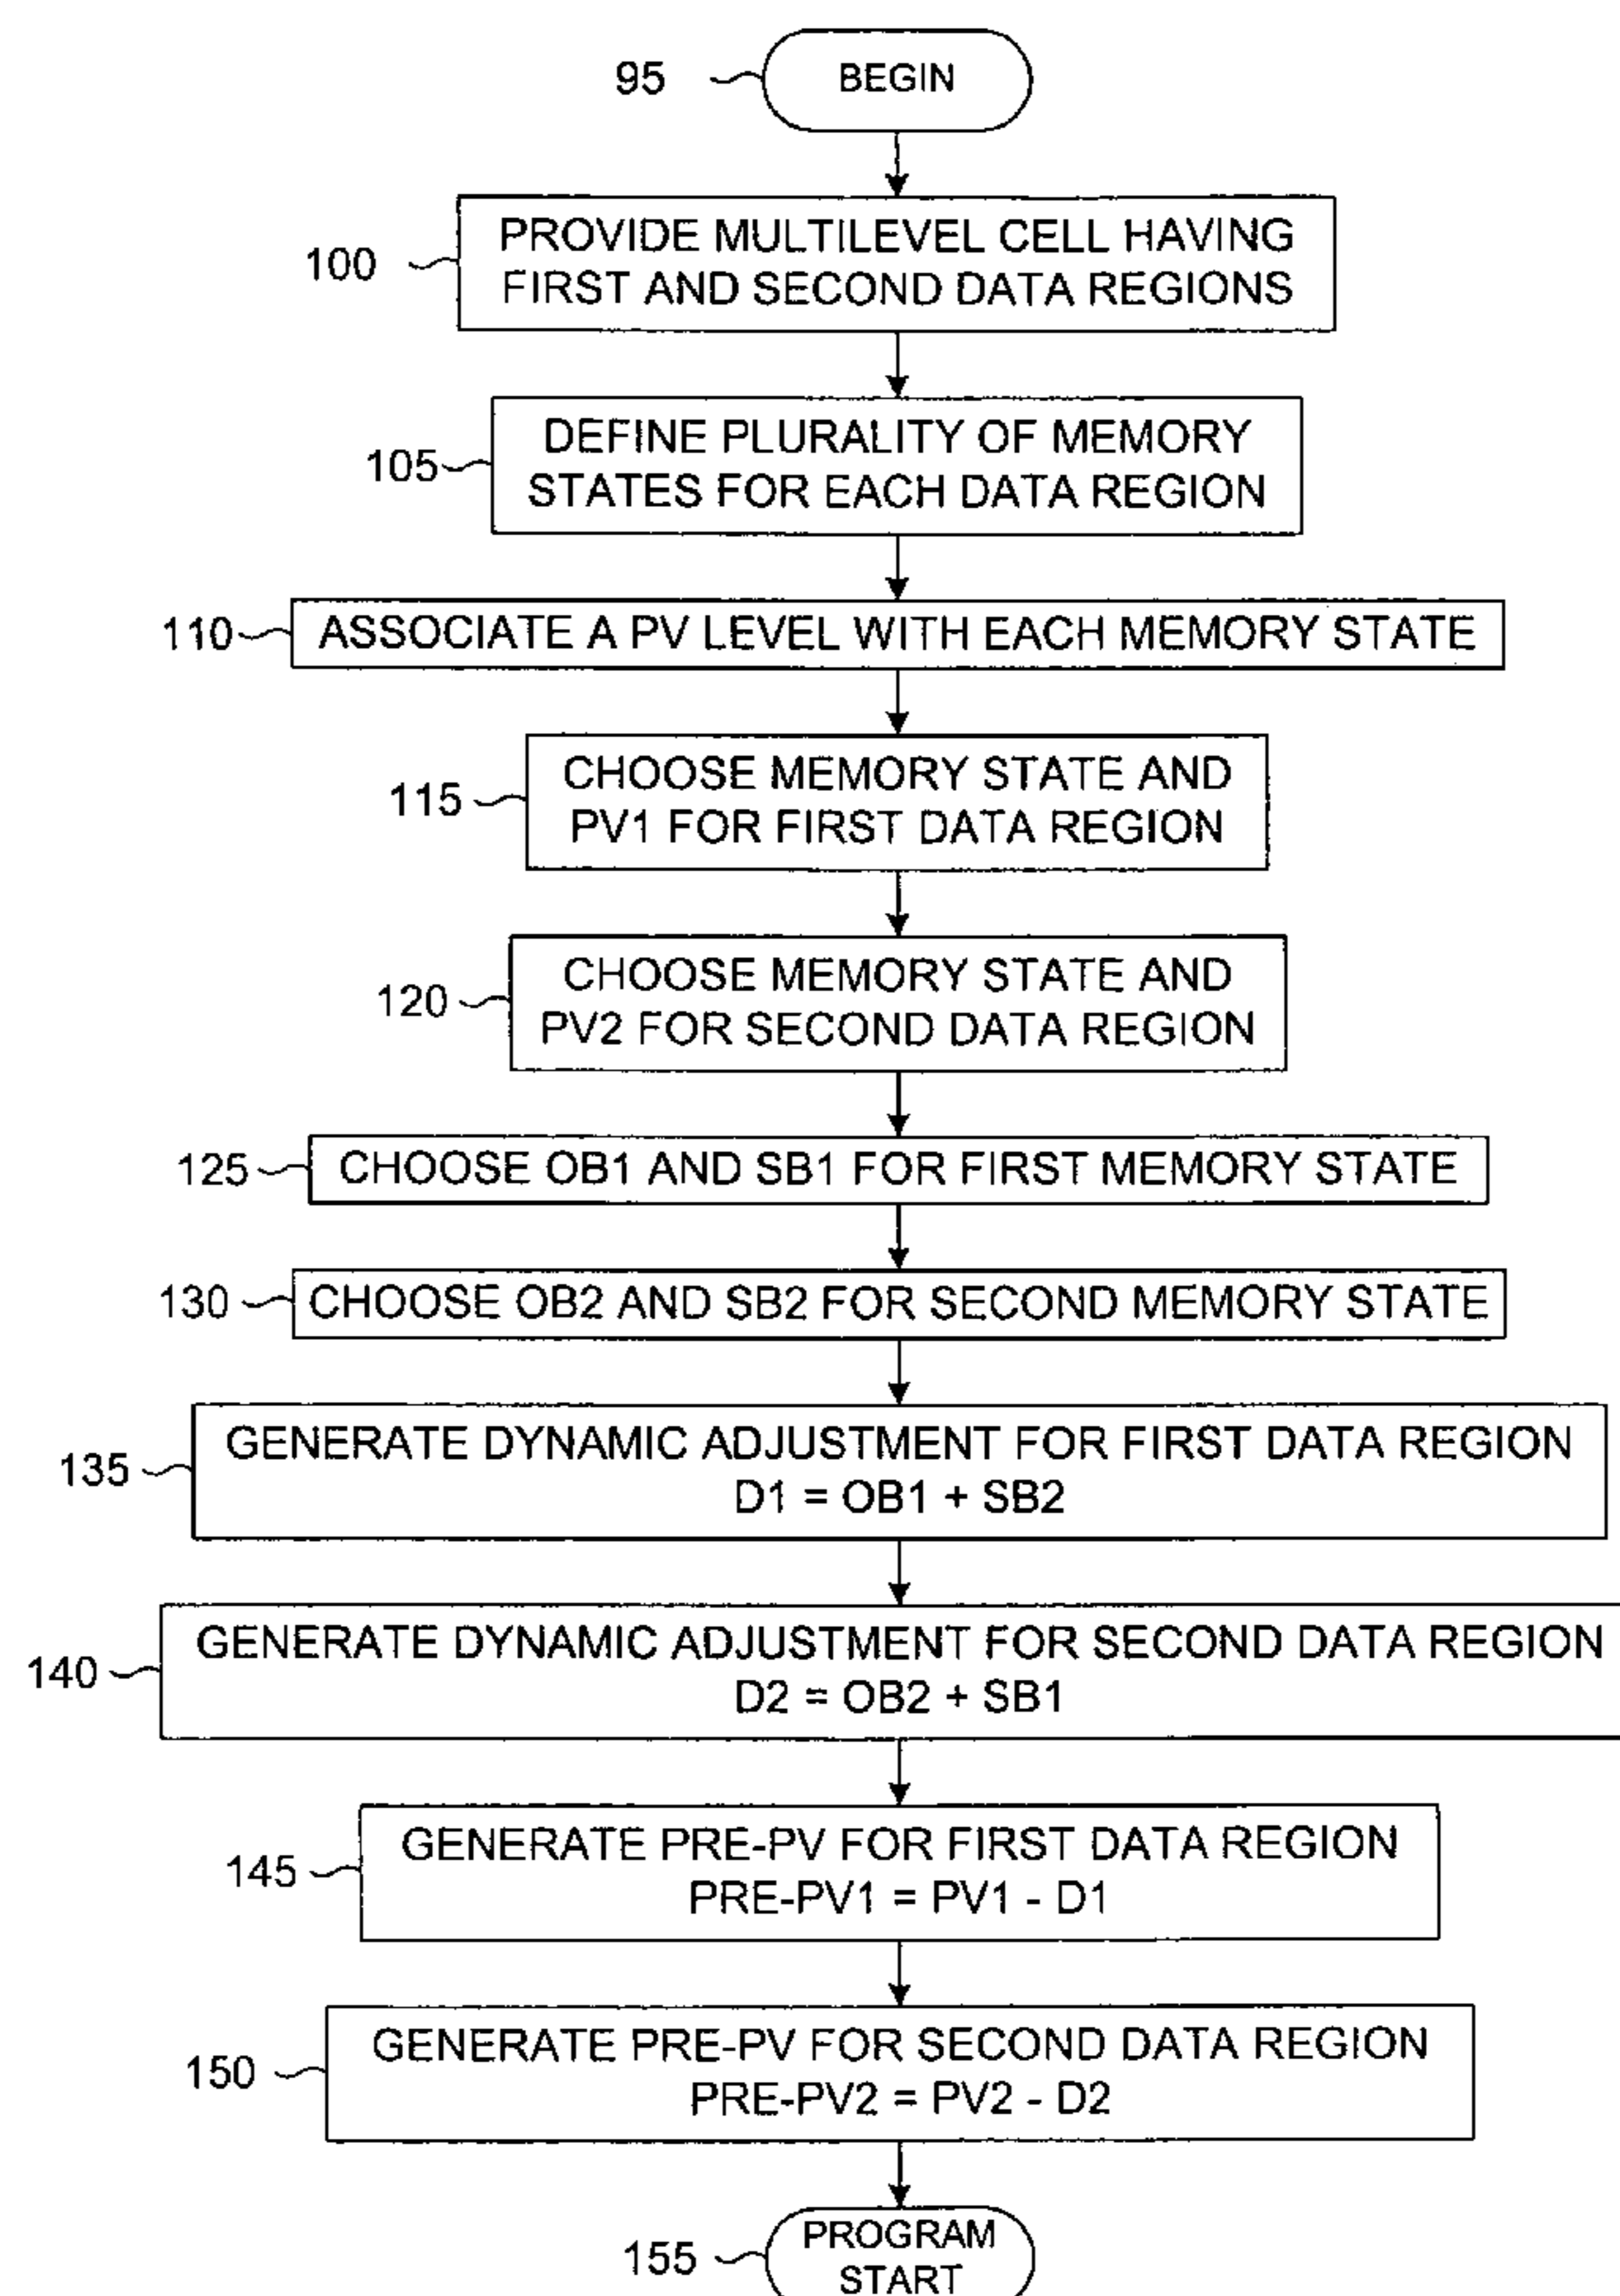 95 BEGIN
100 PROVIDE MULTILEVEL CELL HAVING
FIRST AND SECOND DATA REGIONS
105 DEFINE PLURALITY OF MEMORY
STATES FOR EACH DATA REGION
110 ASSOCIATE A PV LEVEL WITH EACH MEMORY STATE
115 CHOOSE MEMORY STATE AND
PV1 FOR FIRST DATA REGION
120 CHOOSE MEMORY STATE AND
PV2 FOR SECOND DATA REGION
125 CHOOSE OB1 AND SB1 FOR FIRST MEMORY STATE
130 CHOOSE OB2 AND SB2 FOR SECOND MEMORY STATE
135 GENERATE DYNAMIC ADJUSTMENT FOR FIRST DATA REGION
D1 = OB1 + SB2
140 GENERATE DYNAMIC ADJUSTMENT FOR SECOND DATA REGION
D2 = OB2 + SB1
145 GENERATE PRE-PV FOR FIRST DATA REGION
PRE-PV1 = PV1 - D1
150 GENERATE PRE-PV FOR SECOND DATA REGION
PRE-PV2 = PV2 - D2
155 PROGRAM
START